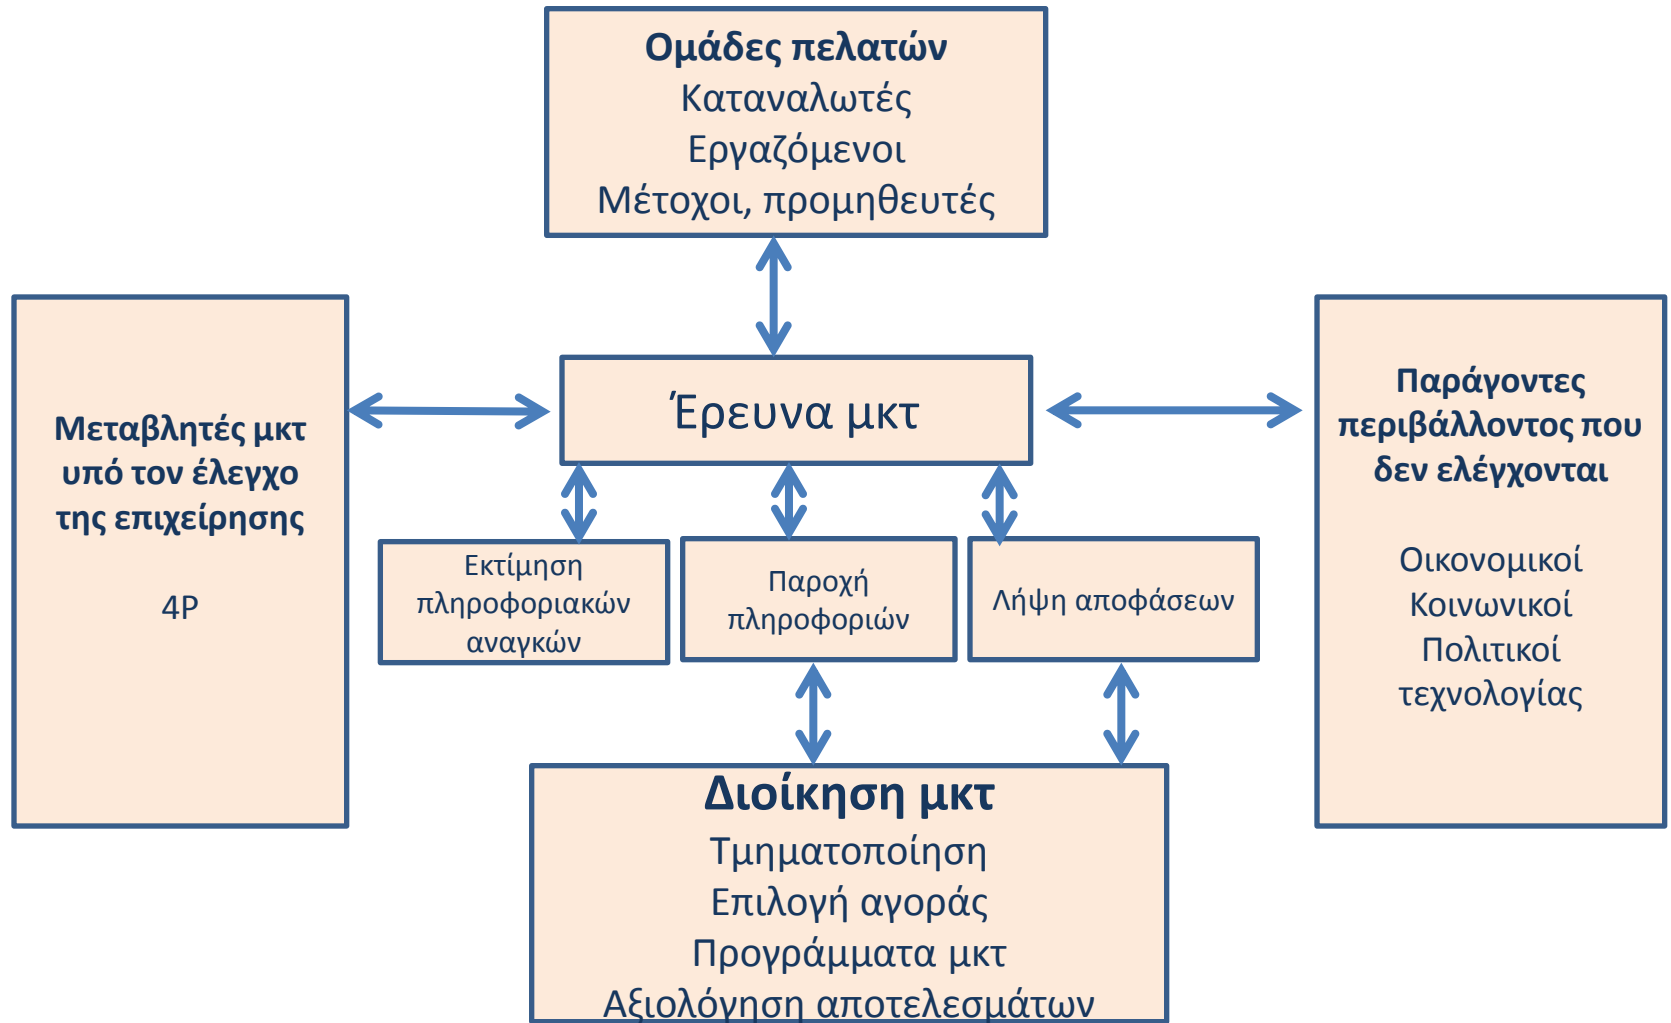 Ομάδες πελατών
Καταναλωτές
Εργαζόμενοι
Μέτοχοι, προμηθευτές
Μεταβλητές μκτ
υπό τον έλεγχο
της επιχείρησης
4P
Έρευνα μκτ
Παράγοντες
περιβάλλοντος που
δεν ελέγχονται
Οικονομικοί
Κοινωνικοί
Πολιτικοί
τεχνολογίας
Εκτίμηση
πληροφοριακών
αναγκών
Παροχή
πληροφοριών
Λήψη αποφάσεων
Διοίκηση μκτ
Τμηματοποίηση
Επιλογή αγοράς
Προγράμματα μκτ
Αξιολόγηση αποτελεσμάτων